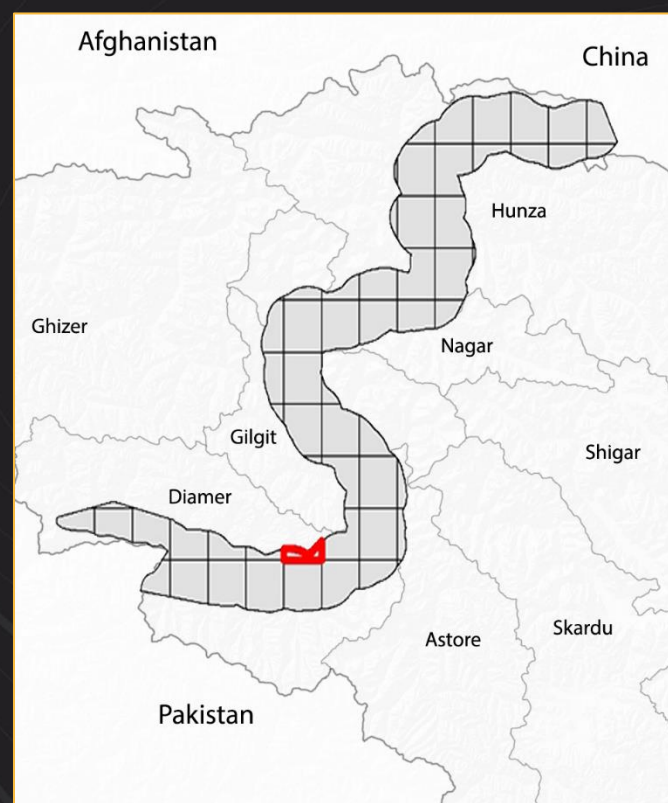 Afghanistan
China
Hunza
Ghizer
Nagar
Gilgit
Shigar
Diamer
Skardu
Astore
Pakistan